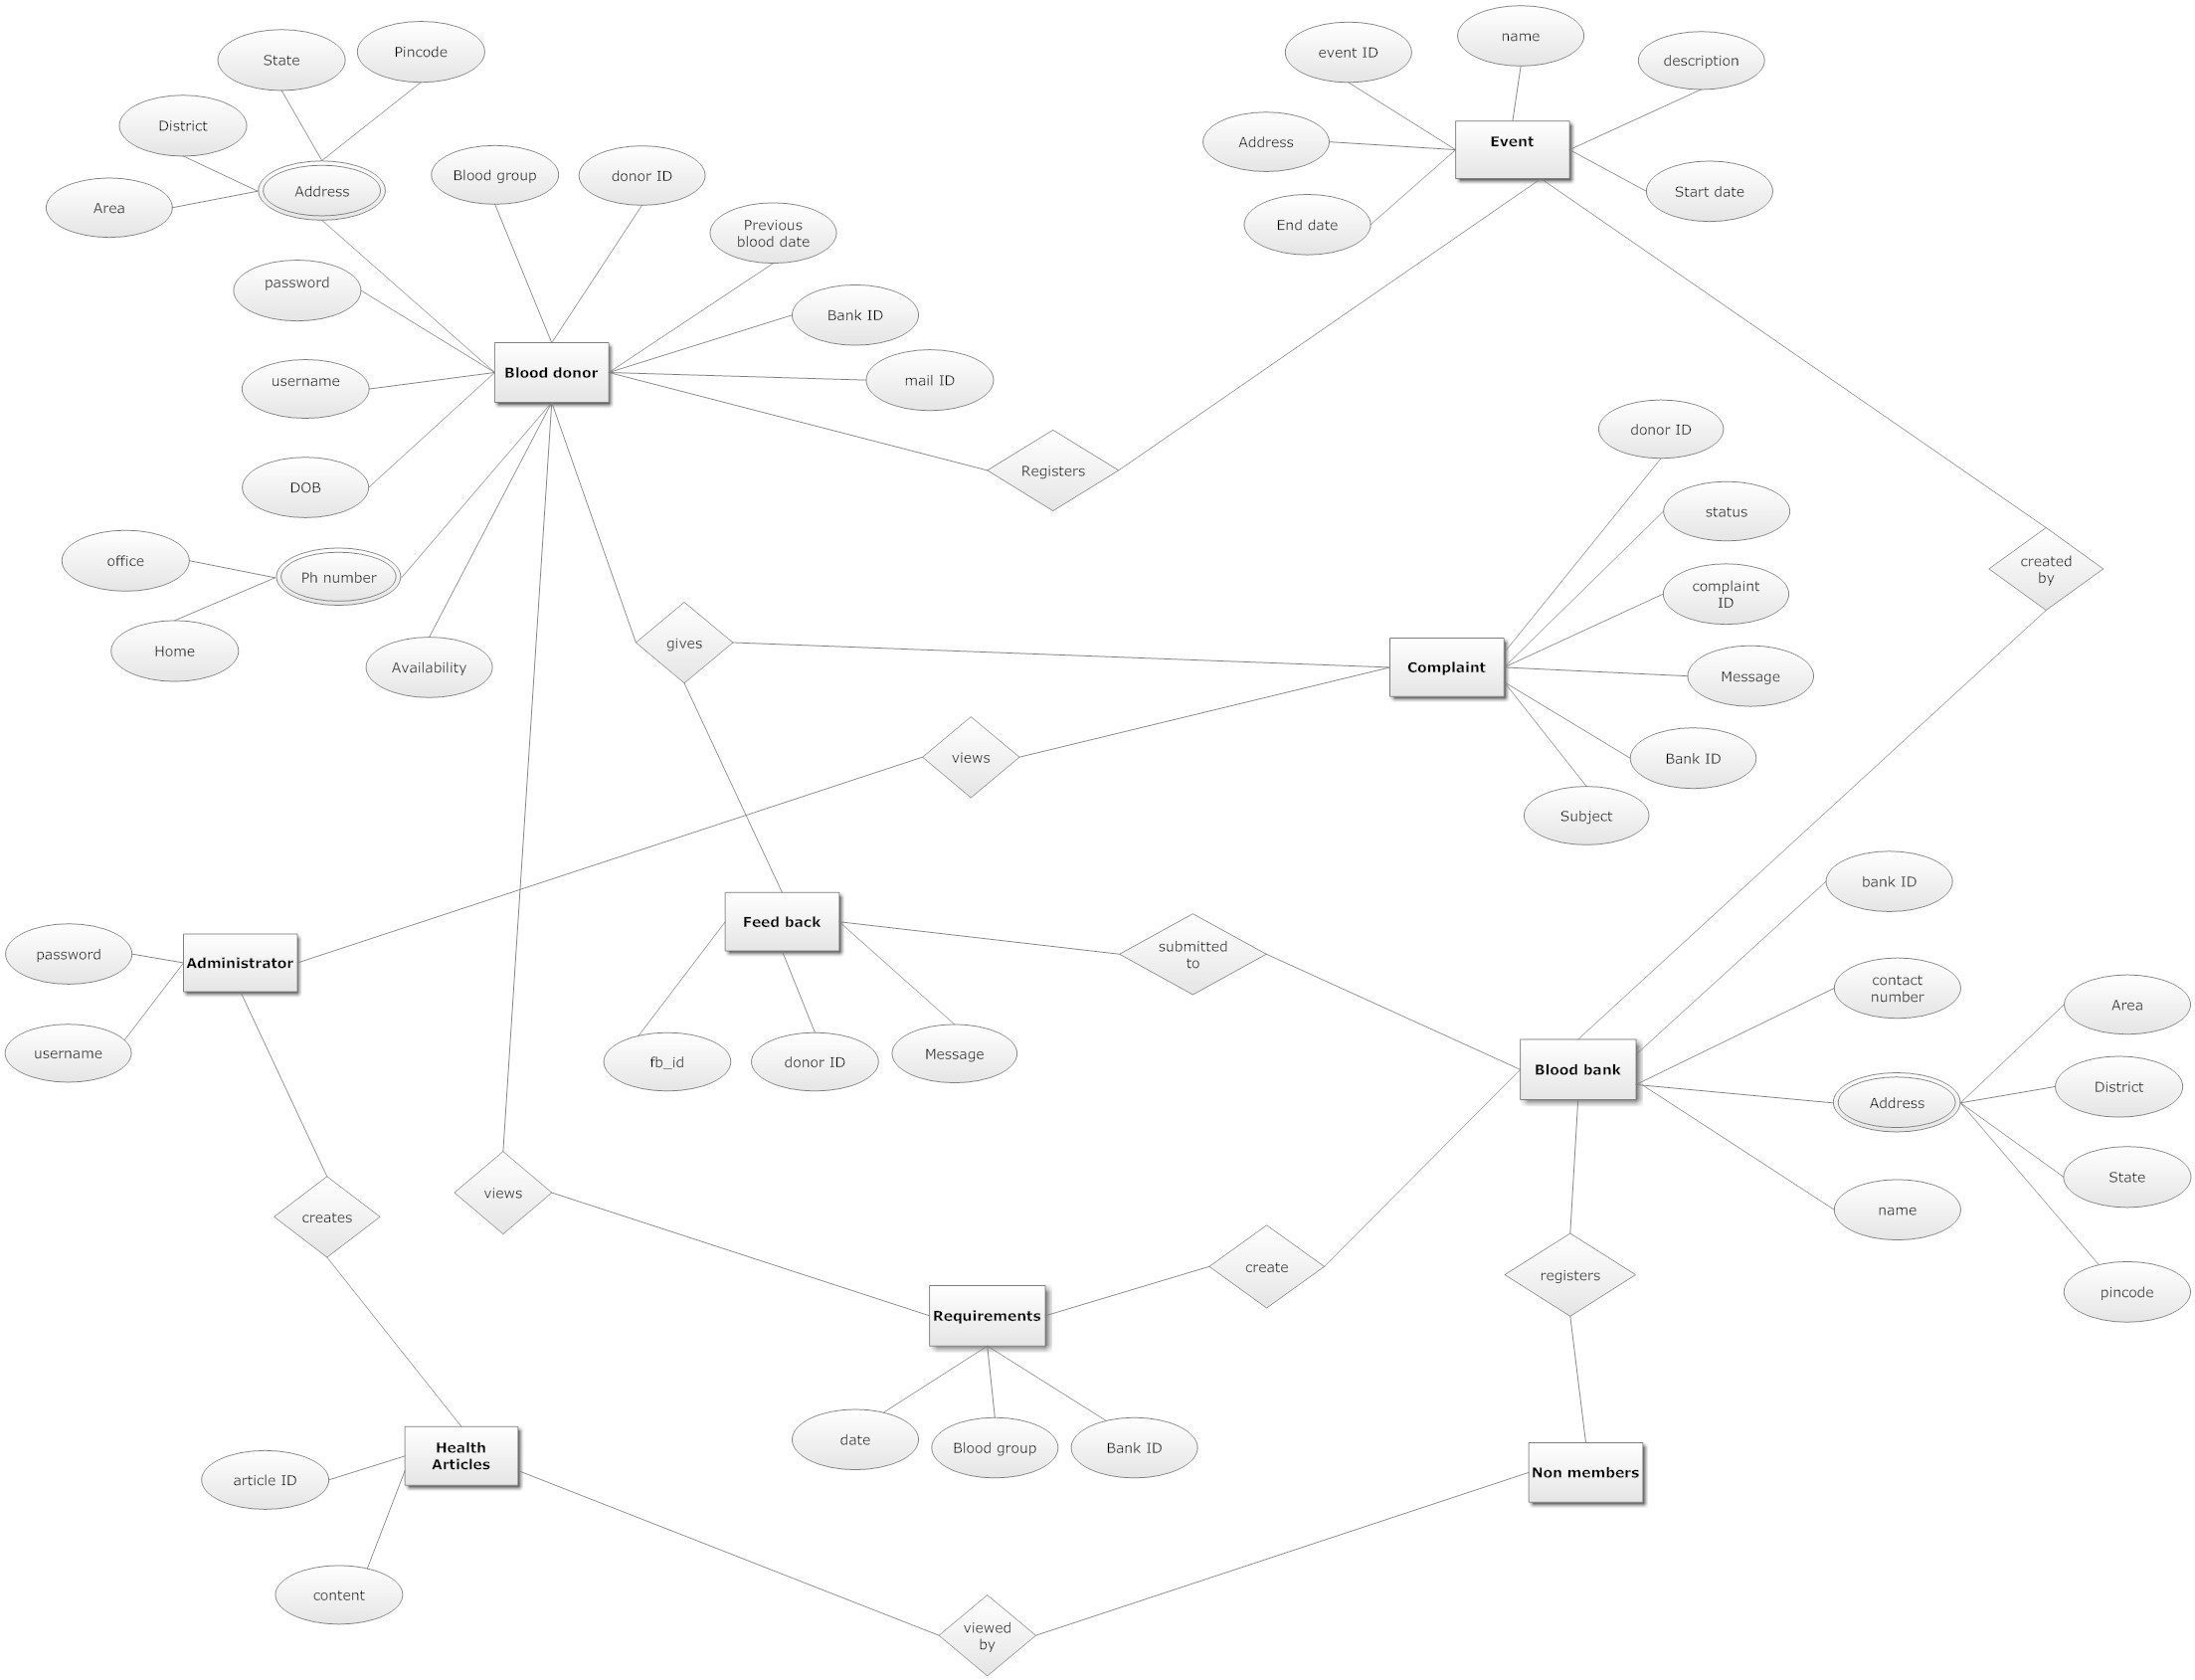 State
Pincode
District
Area
Address
Blood group
donor ID
Previous
blood date
password
Bank ID
username
Blood donor
mail ID
DOB
office
Ph number
Home
Availability
event ID
name
description
Address
Event
Start date
End date
Registers
donor ID
status
created
by
complaint
ID
gives
Complaint
Message
Bank ID
Subject
views
bank ID
password
Administrator
username
Feed back
submitted
to
fb_id
donor ID
Message
contact
number
Blood bank
Area
Address
District
State
name
pincode
creates
views
create
registers
Requirements
date
Blood group
Bank ID
Health
Articles
article ID
content
Non members
viewed
by